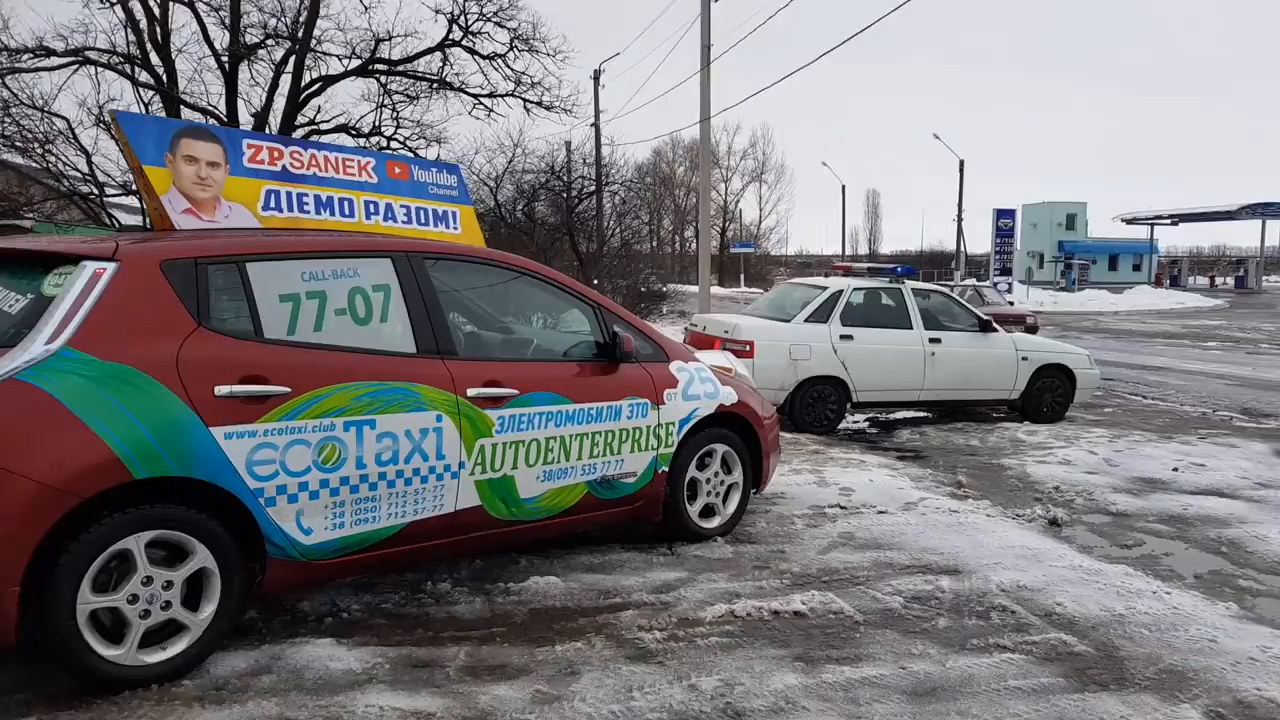 ZP SANEK
YouTube
Channel
ДІЄМО РАЗОМ!
CALL-BACK
77-07
www.ecotaxi.club
ecoTaxi
+38 (096) 712-57-77
+38 (050) 712-57-77
+38 (093) 712-57-77
ЭЛЕКТРОМОБИЛИ ЭТО
AUTOENTERPRISE
+38(097) 535 77 77
от 25